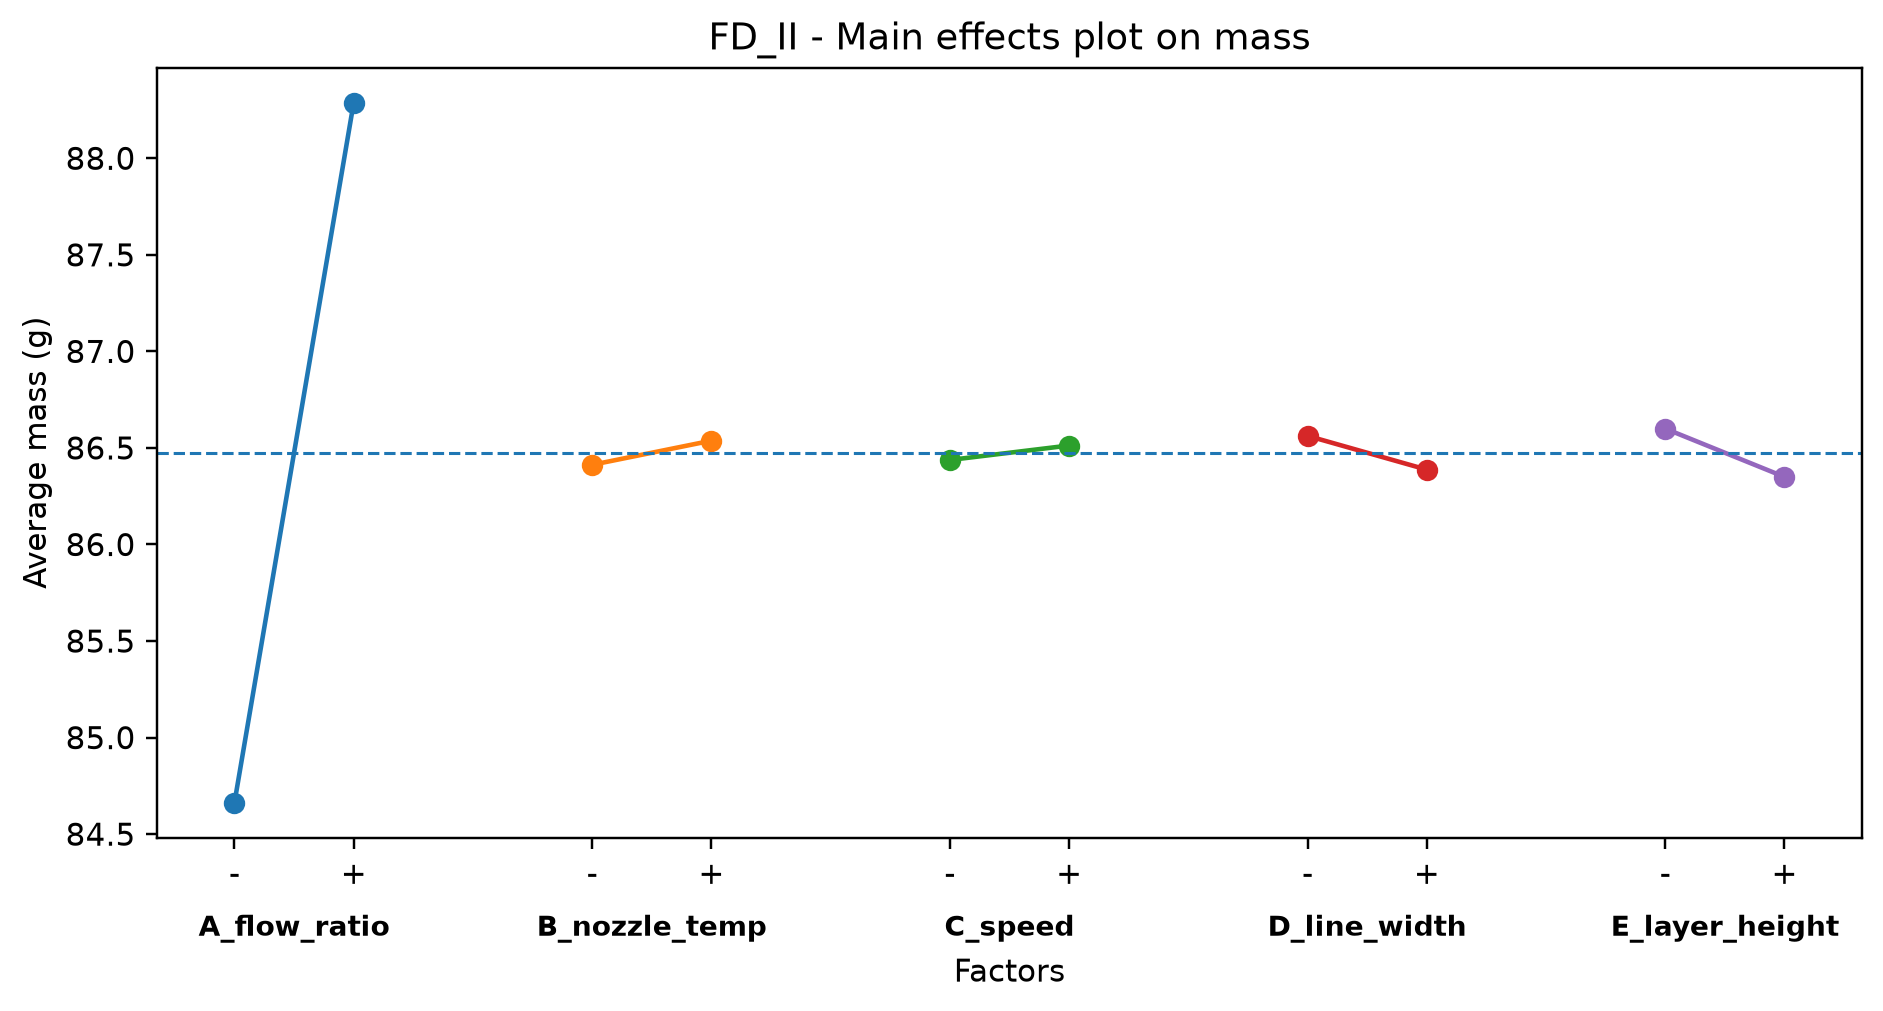 FD_II - Main effects plot on mass
Average mass (g)
88.0
87.5
87.0
86.5
86.0
85.5
85.0
84.5
- + - + - + - + - +
A_flow_ratio B_nozzle_temp C_speed D_line_width E_layer_height
Factors